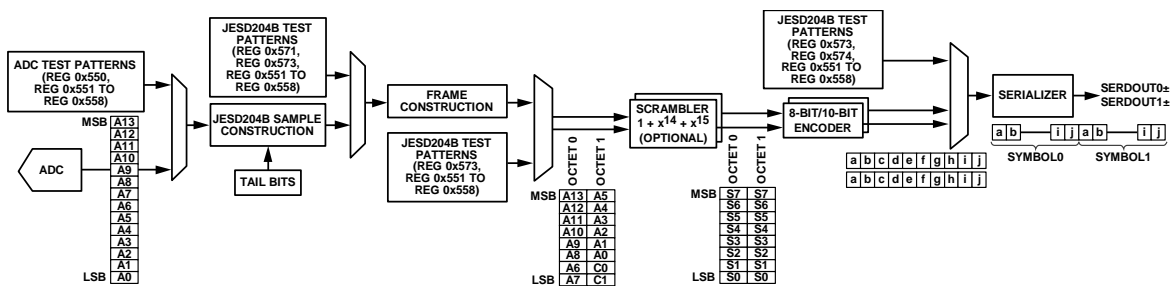 ADC TEST PATTERNS
(REG 0x550,
REG 0x551 TO
REG 0x558)
MSB A13
A12
A11
A10
A9
A8
A7
A6
A5
A4
A3
A2
A1
LSB A0
ADC
JESD204B TEST
PATTERNS
(REG 0x571,
REG 0x573,
REG 0x551 TO
REG 0x558)
JESD204B SAMPLE
CONSTRUCTION
TAIL BITS
FRAME
CONSTRUCTION
JESD204B TEST
PATTERNS
(REG 0x573,
REG 0x551 TO
REG 0x558)
OCTET 0
OCTET 1
MSB A13 A5
A12 A4
A11 A3
A10 A2
A9 A1
A8 A0
A6 C0
LSB A7 C1
SCRAMBLER
1 + x14 + x15
(OPTIONAL)
OCTET 0
OCTET 1
MSB S7 S7
S6 S6
S5 S5
S4 S4
S3 S3
S2 S2
S1 S1
LSB S0 S0
JESD204B TEST
PATTERNS
(REG 0x573,
REG 0x574,
REG 0x551 TO
REG 0x558)
8-BIT/10-BIT
ENCODER
a b c d e f g h i j
a b c d e f g h i j
SERIALIZER
SERDOUT0±
SERDOUT1±
a b i j a b i j
SYMBOL0 SYMBOL1